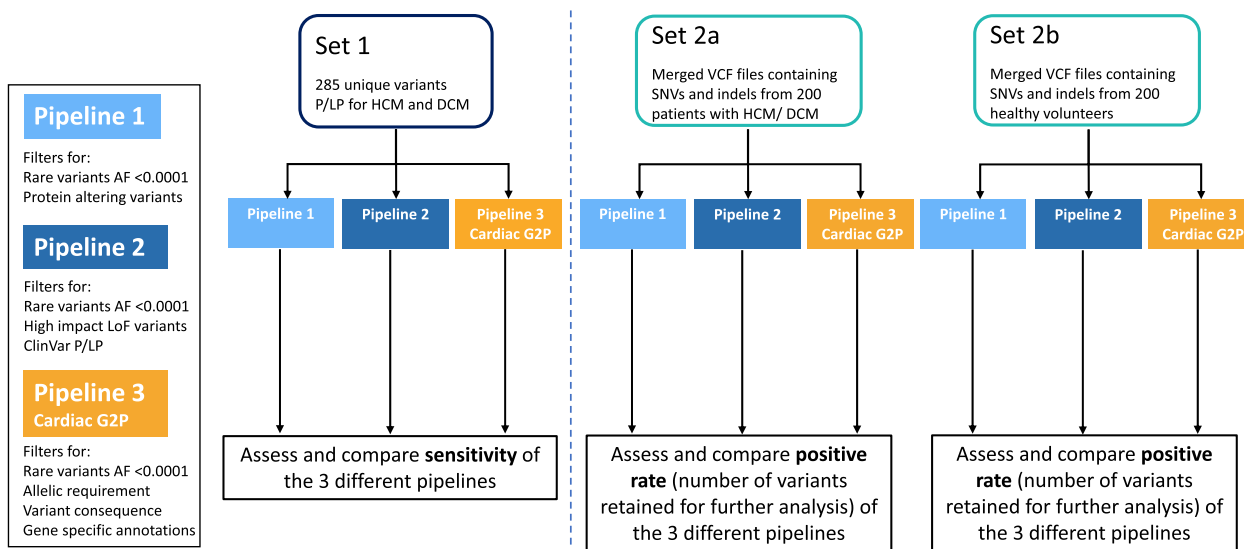 Pipeline 1
Filters for:
Rare variants AF <0.0001
Protein altering variants
Pipeline 2
Filters for:
Rare variants AF <0.0001
High impact LoF variants
ClinVar P/LP
Pipeline 3
Cardiac G2P
Filters for:
Rare variants AF <0.0001
Allelic requirement
Variant consequence
Gene specific annotations
Set 1
285 unique variants
P/LP for HCM and DCM
Pipeline 1
Pipeline 2
Pipeline 3
Cardiac G2P
Assess and compare sensitivity of
the 3 different pipelines
Set 2a
Merged VCF files containing
SNVs and indels from 200
patients with HCM/ DCM
Pipeline 1
Pipeline 2
Pipeline 3
Cardiac G2P
Assess and compare positive
rate (number of variants
retained for further analysis) of
the 3 different pipelines
Set 2b
Merged VCF files containing
SNVs and indels from 200
healthy volunteers
Pipeline 1
Pipeline 2
Pipeline 3
Cardiac G2P
Assess and compare positive
rate (number of variants
retained for further analysis)
of the 3 different pipelines